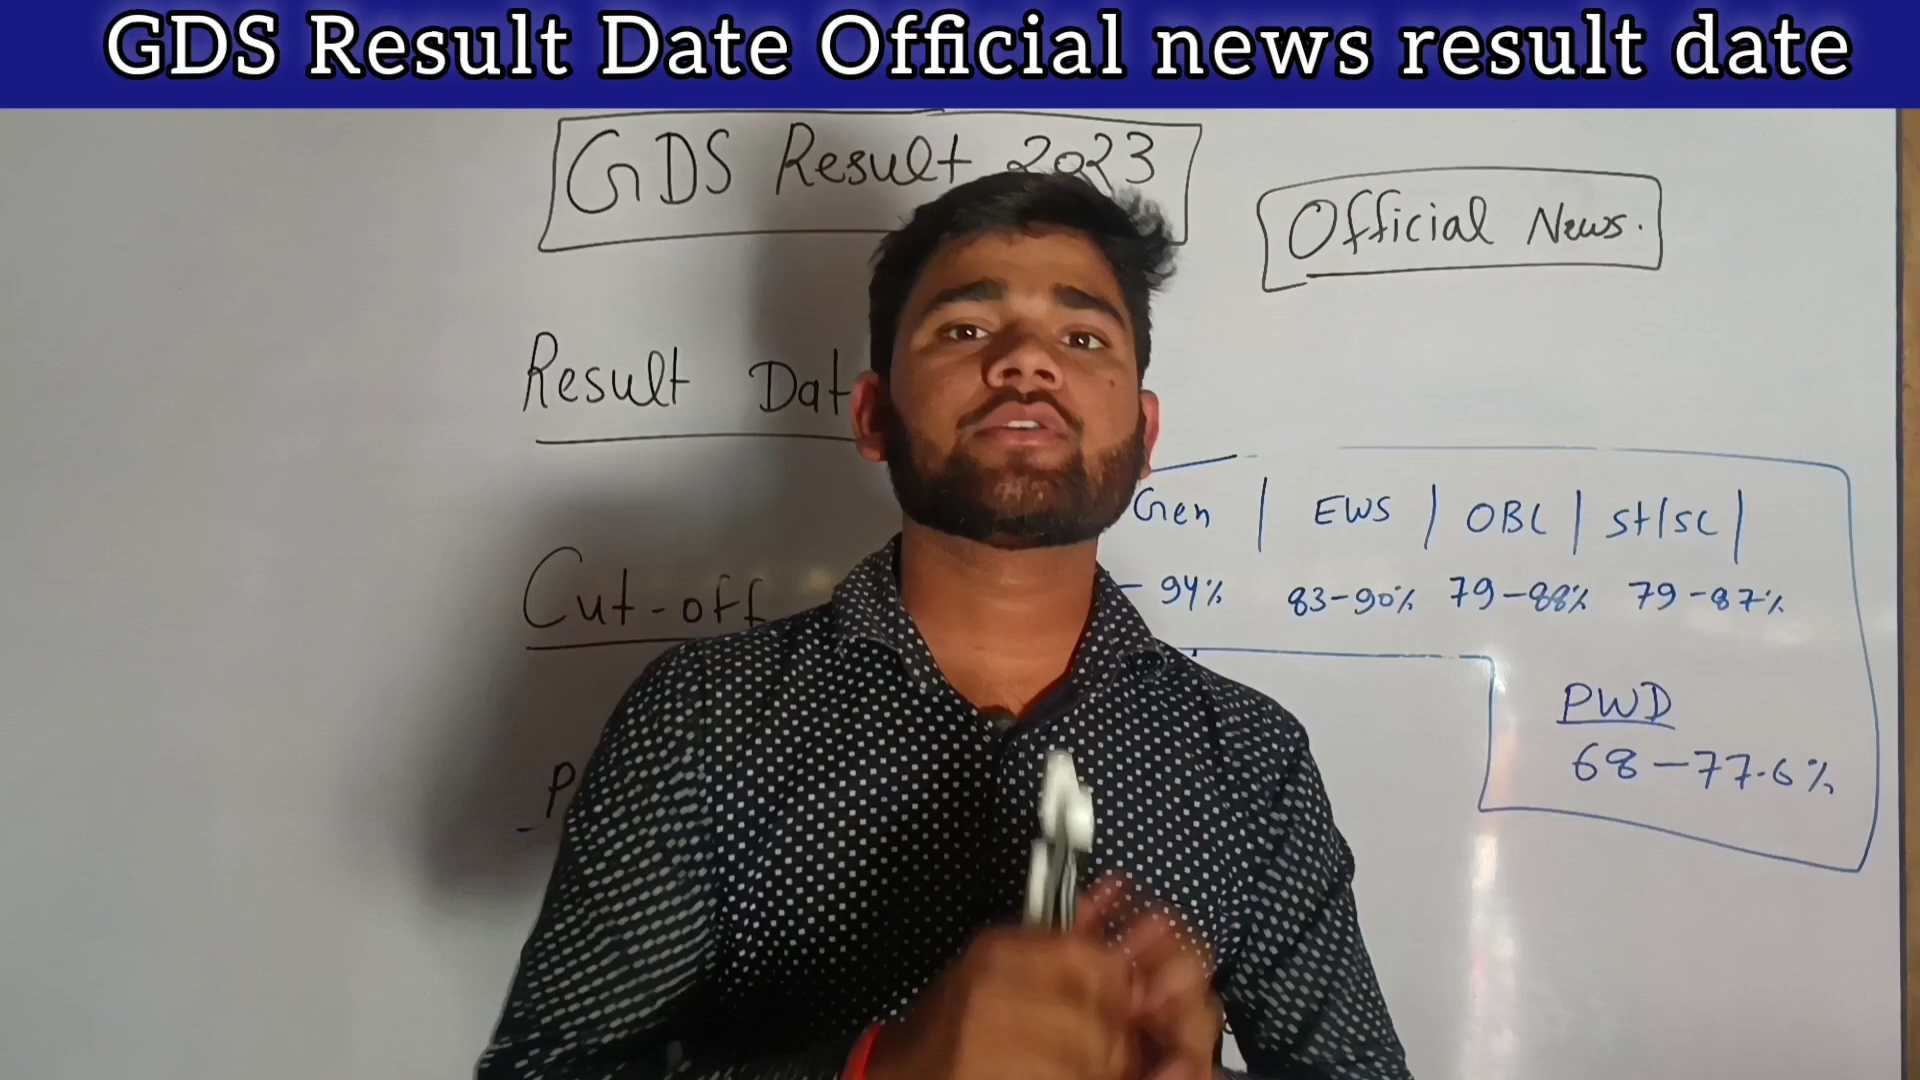 GDS Result Date Official news result date
GDS Result 2023
Official News.
Result Dat
Gen | EWS | OBC | St/SC |
Cut-off - 94% 83-90% 79-88% 79-87%
PWD
68-77.6%
P